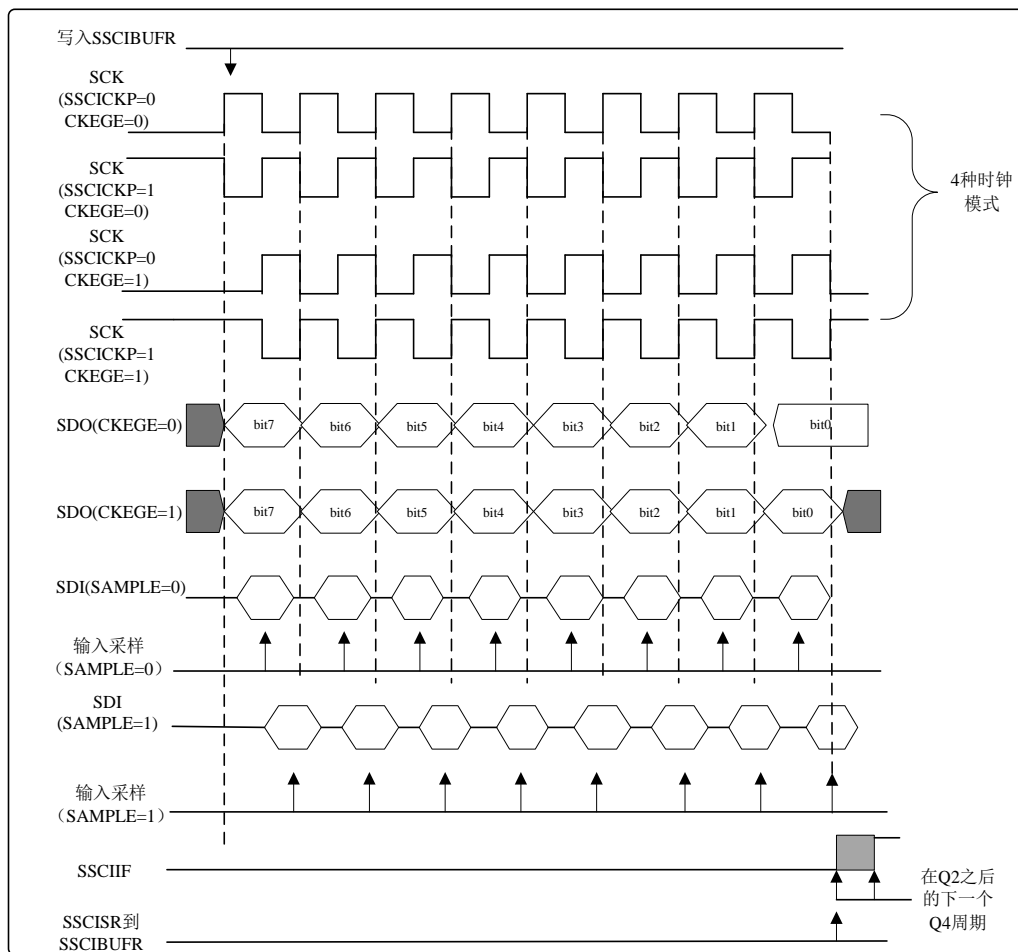 写入SSCIBUFR
SCK
(SSCICKP=0
CKEGE=0)
SCK
(SSCICKP=1
CKEGE=0)
4种时钟
模式
SCK
(SSCICKP=0
CKEGE=1)
SCK
(SSCICKP=1
CKEGE=1)
SDO(CKEGE=0)
bit7
bit6
bit5
bit4
bit3
bit2
bit1
bit0
SDO(CKEGE=1)
bit7
bit6
bit5
bit4
bit3
bit2
bit1
bit0
SDI(SAMPLE=0)
输入采样
（SAMPLE=0）
SDI
(SAMPLE=1)
输入采样
（SAMPLE=1）
SSCIIF
在Q2之后
的下一个
Q4周期
SSCISR到
SSCIBUFR